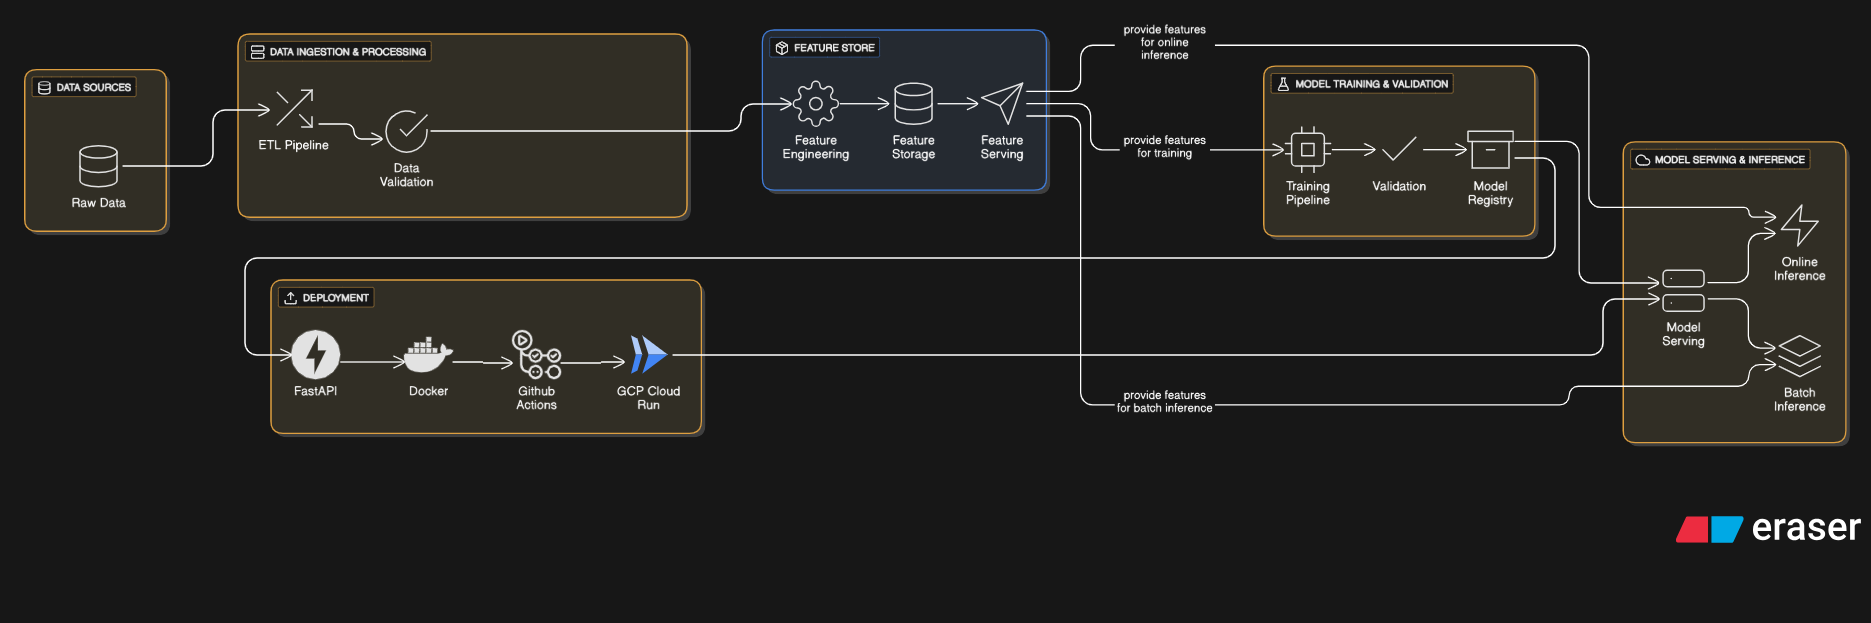 DATA SOURCES
Raw Data
DATA INGESTION & PROCESSING
ETL Pipeline
Data
Validation
FEATURE STORE
Feature
Engineering
Feature
Storage
Feature
Serving
provide features
for online
inference
provide features
for training
provide features
for batch inference
MODEL TRAINING & VALIDATION
Training
Pipeline
Validation
Model
Registry
MODEL SERVING & INFERENCE
Online
Inference
Model
Serving
Batch
Inference
DEPLOYMENT
FastAPI
Docker
Github
Actions
GCP Cloud
Run
eraser